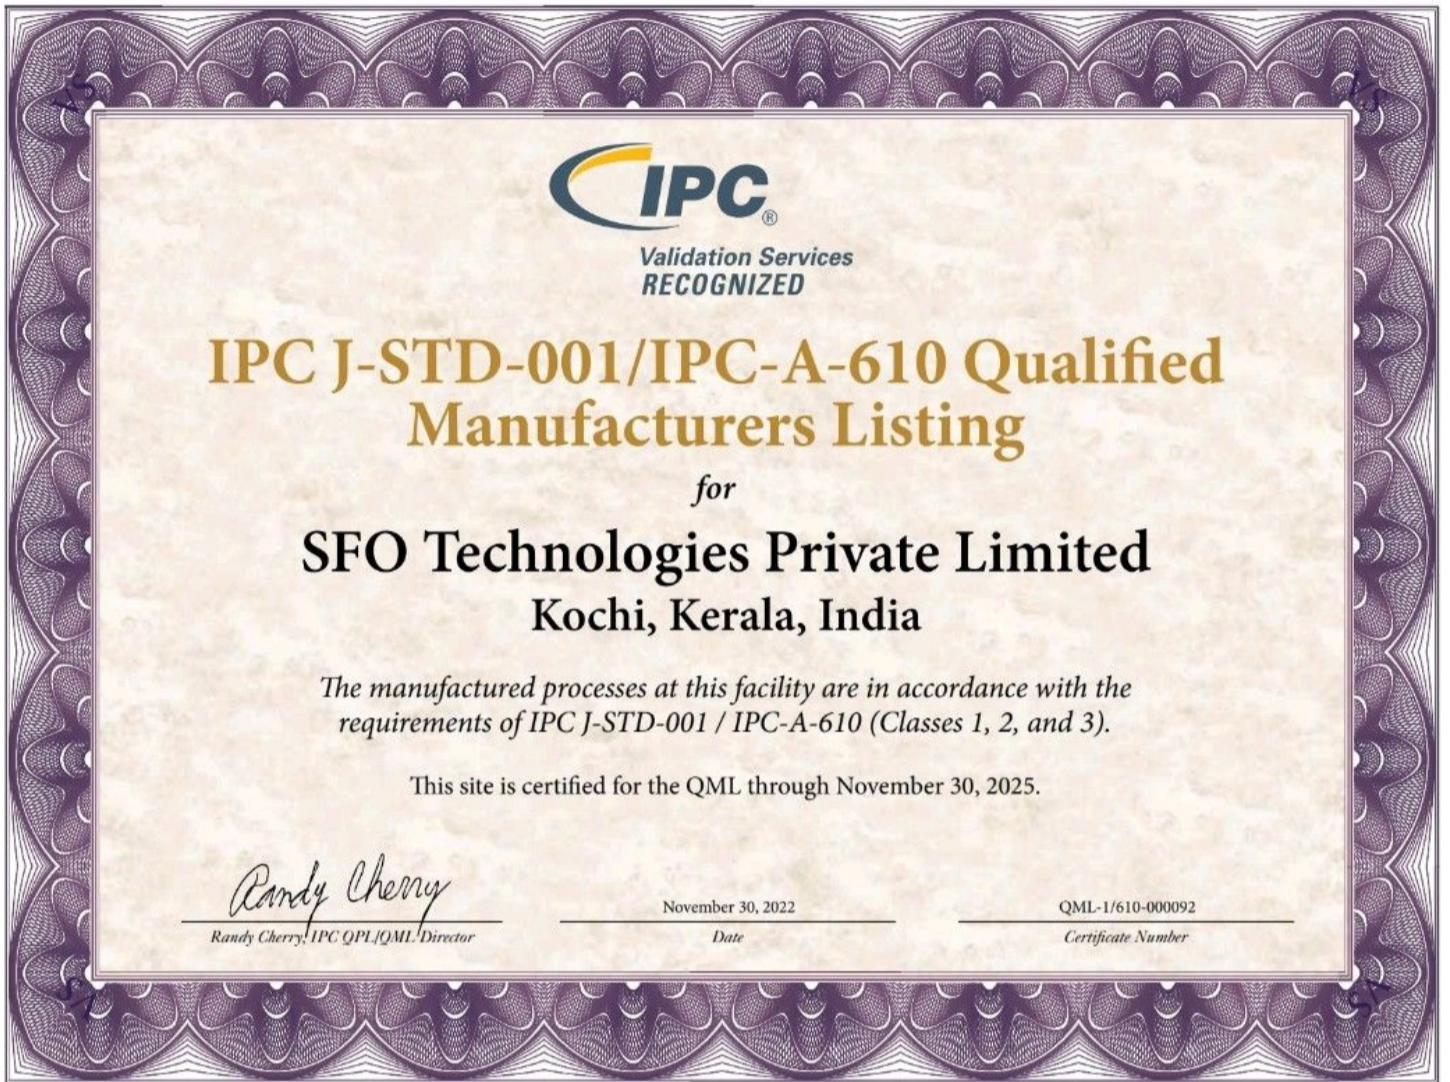 IPC®
Validation Services
RECOGNIZED
IPC J-STD-001/IPC-A-610 Qualified
Manufacturers Listing
for
SFO Technologies Private Limited
Kochi, Kerala, India
The manufactured processes at this facility are in accordance with the
requirements of IPC J-STD-001 / IPC-A-610 (Classes 1, 2, and 3).
This site is certified for the QML through November 30, 2025.
Randy Cherry
November 30, 2022
QML-1/610-000092
Randy Cherry, IPC QPL/QML Director
Date
Certificate Number